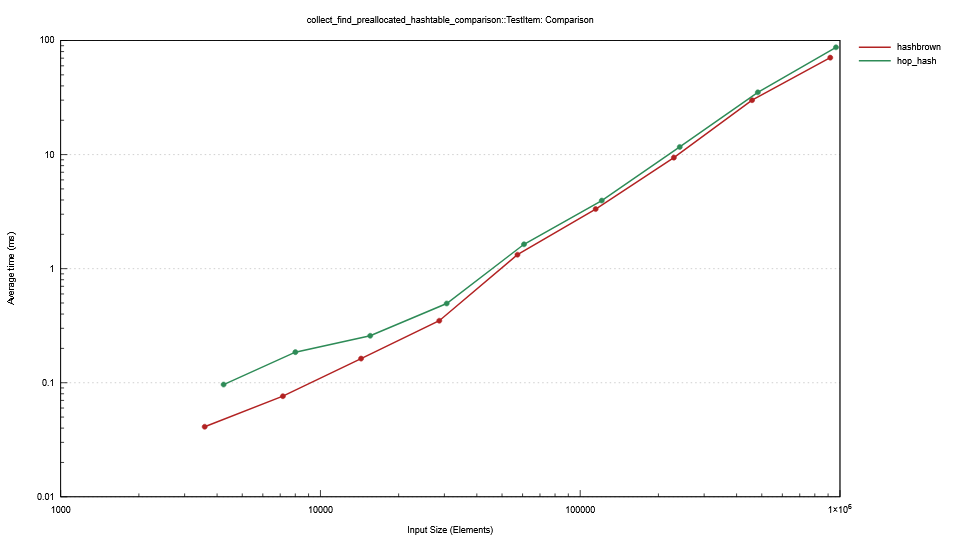 collect_find_preallocated_hashtable_comparison::TestItem: Comparison
hashbrown
hop_hash
100
10
1
0.1
0.01
Average time (ms)
1000
10000
100000
1×10⁶
Input Size (Elements)